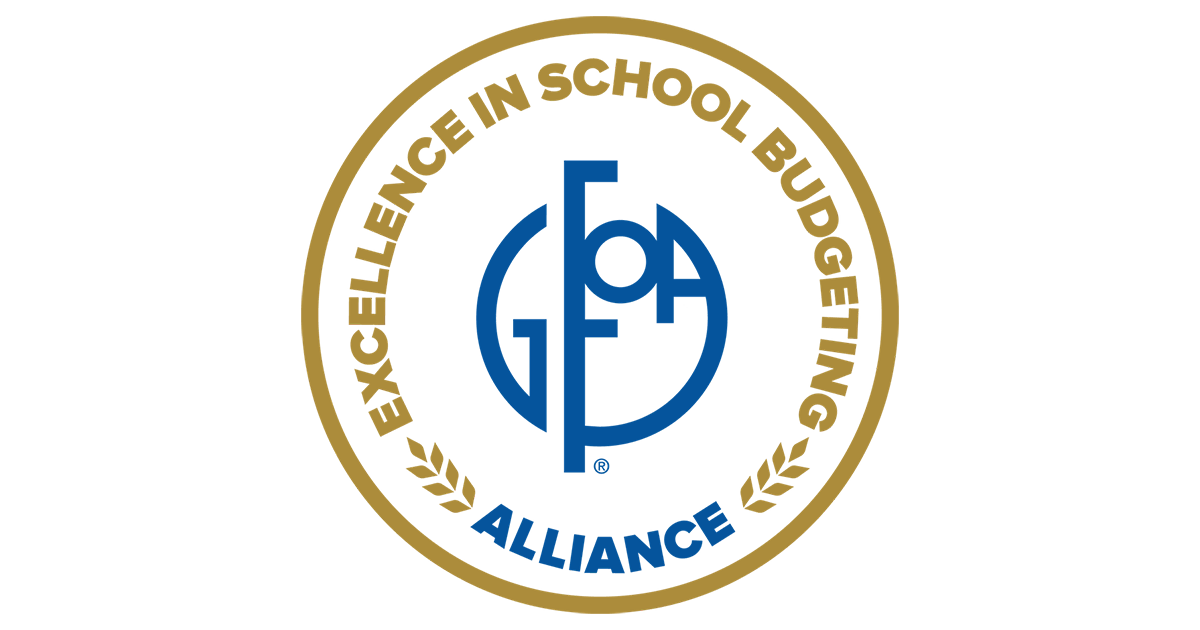 EXCELLENCE IN SCHOOL BUDGETING
GFOA
®
ALLIANCE